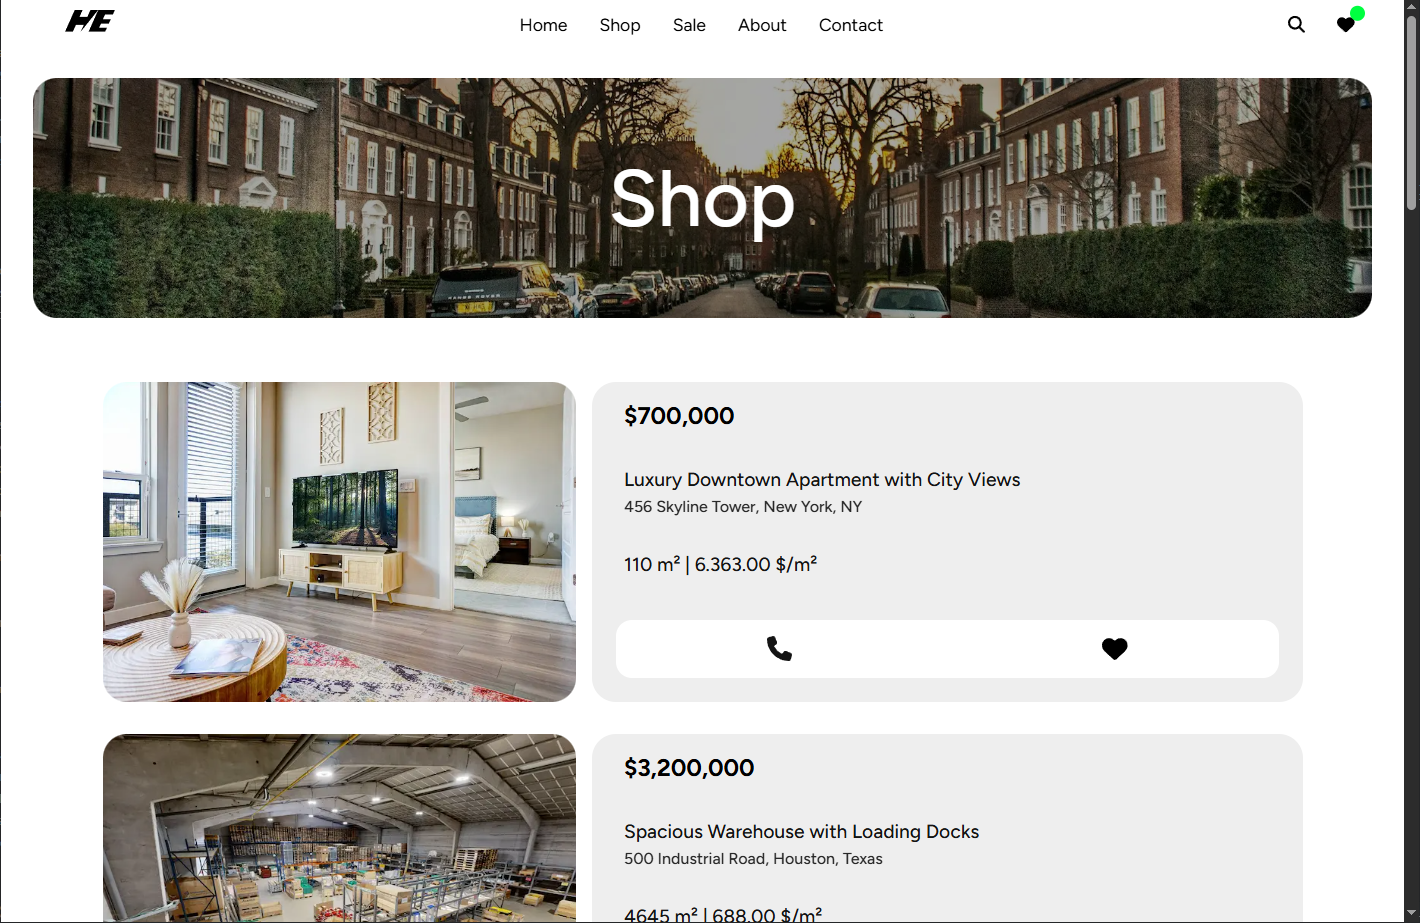 HE
Home Shop Sale About Contact
Shop
RANGE ROVER
$700,000
Luxury Downtown Apartment with City Views
456 Skyline Tower, New York, NY
110 m² | 6.363.00 $/m²
$3,200,000
Spacious Warehouse with Loading Docks
500 Industrial Road, Houston, Texas
4645 m² | 688.00 $/m²